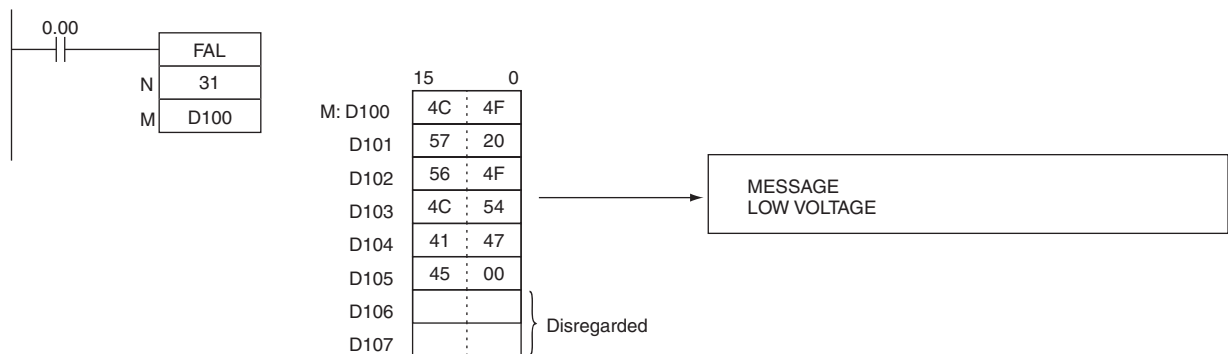 0.00
FAL
N 31
M D100
15 0
M: D100 4C 4F
D101 57 20
D102 56 4F
D103 4C 54
D104 41 47
D105 45 00
D106
D107
Disregarded
MESSAGE
LOW VOLTAGE